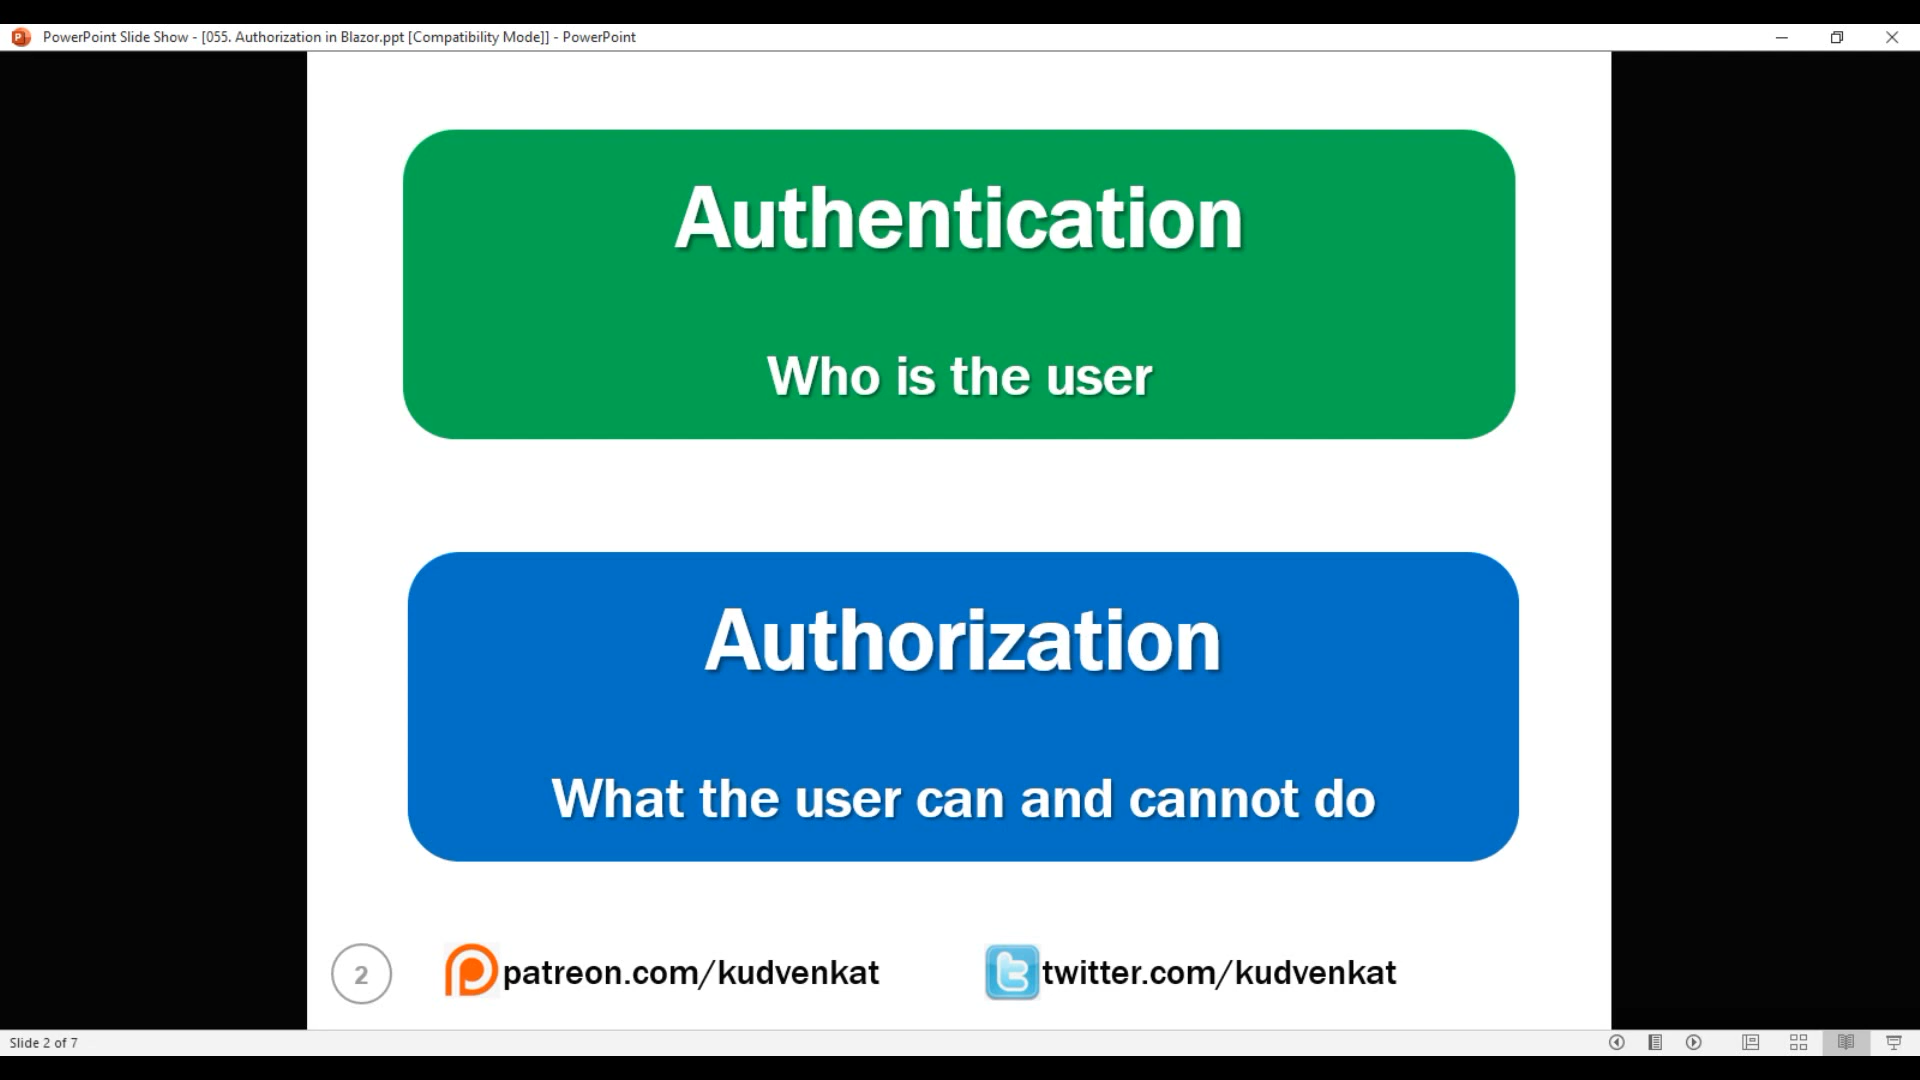 PowerPoint Slide Show - [055. Authorization in Blazor.ppt [Compatibility Mode]] - PowerPoint
Authentication
Who is the user
Authorization
What the user can and cannot do
2
patreon.com/kudvenkat
twitter.com/kudvenkat
Slide 2 of 7